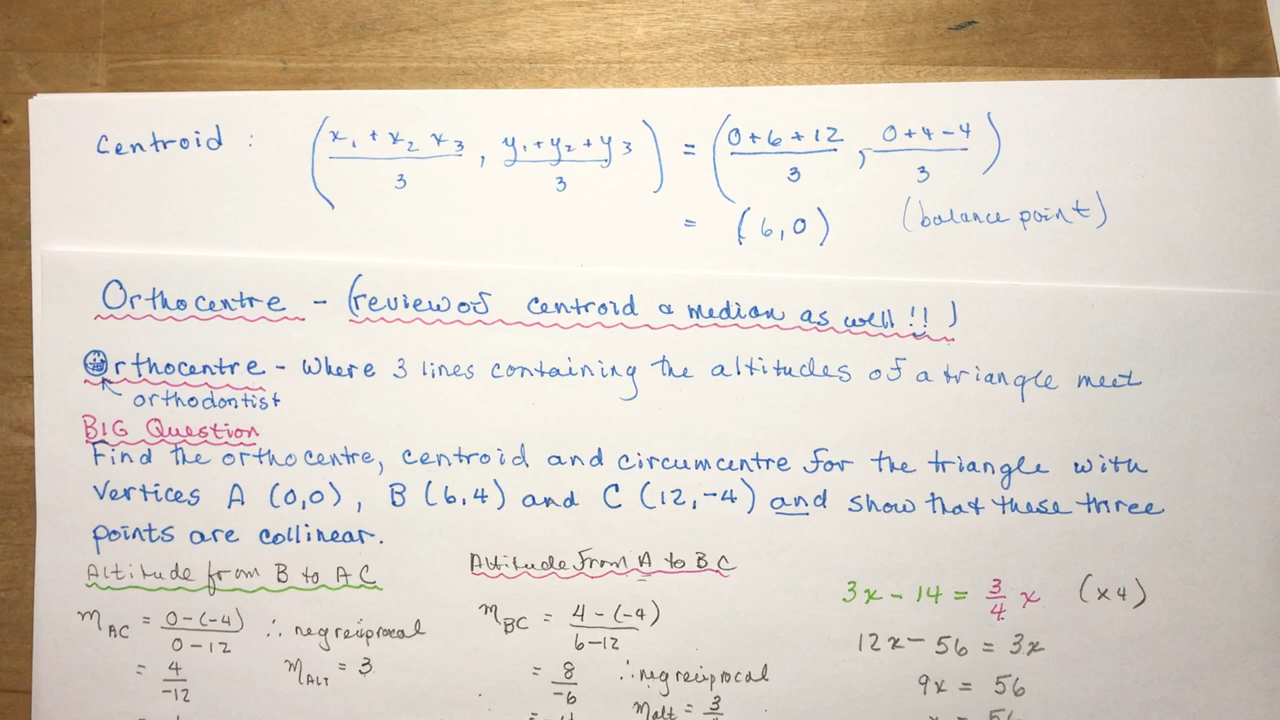 Centroid : (x₁ + x₂ x₃ / 3 , y₁ + y₂ + y₃ / 3) = (0+6+12 / 3 , 0+4-4 / 3)
= (6,0) (balance point)
Orthocentre - (review of centroid & median as well !! )
Orthocentre - Where 3 lines containing the altitudes of a triangle meet
orthodontist
BIG Question
Find the orthocentre, centroid and circumcentre for the triangle with
vertices A (0,0), B (6,4) and C (12,-4) and show that these three
points are collinear.
Altitude from B to AC
m_AC = 0-(-4) / 0-12 ∴ neg reciprocal
= 4 / -12 m_ALT = 3
Altitude from A to BC
m_BC = 4-(-4) / 6-12
= 8 / -6 ∴ neg reciprocal
m_alt = 3
3x - 14 = 3/4 x (x4)
12x - 56 = 3x
9x = 56